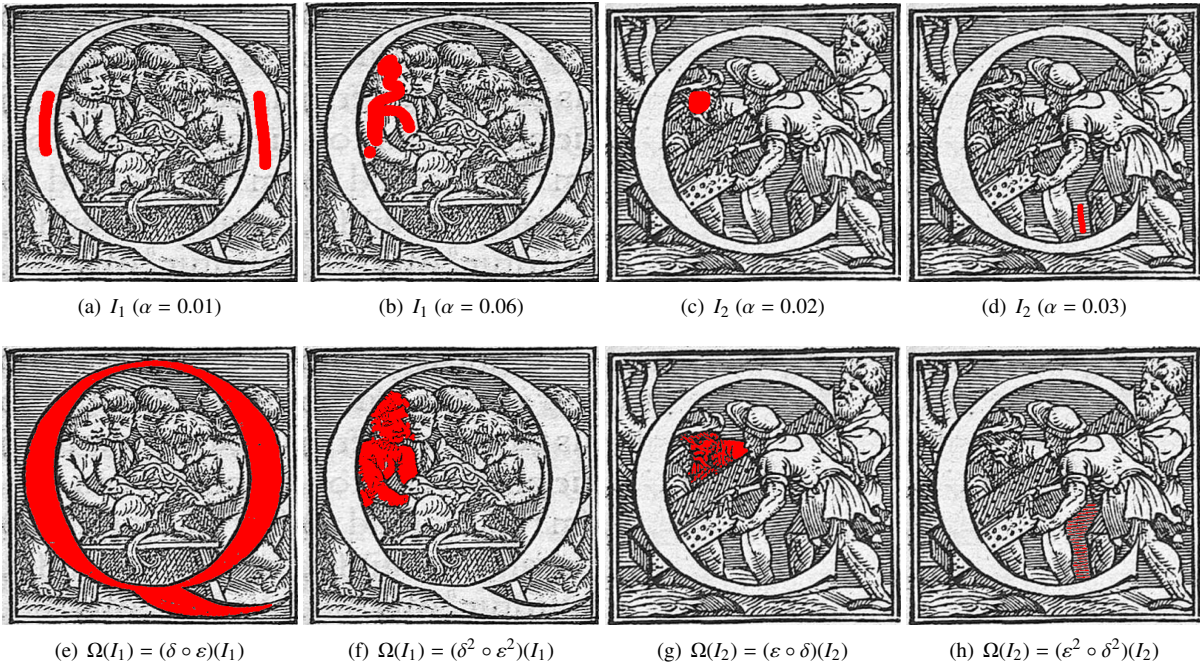 (a) I₁ (α = 0.01)
(b) I₁ (α = 0.06)
(c) I₂ (α = 0.02)
(d) I₂ (α = 0.03)
(e) Ω(I₁) = (δ ∘ ε)(I₁)
(f) Ω(I₁) = (δ² ∘ ε²)(I₁)
(g) Ω(I₂) = (ε ∘ δ)(I₂)
(h) Ω(I₂) = (ε² ∘ δ²)(I₂)